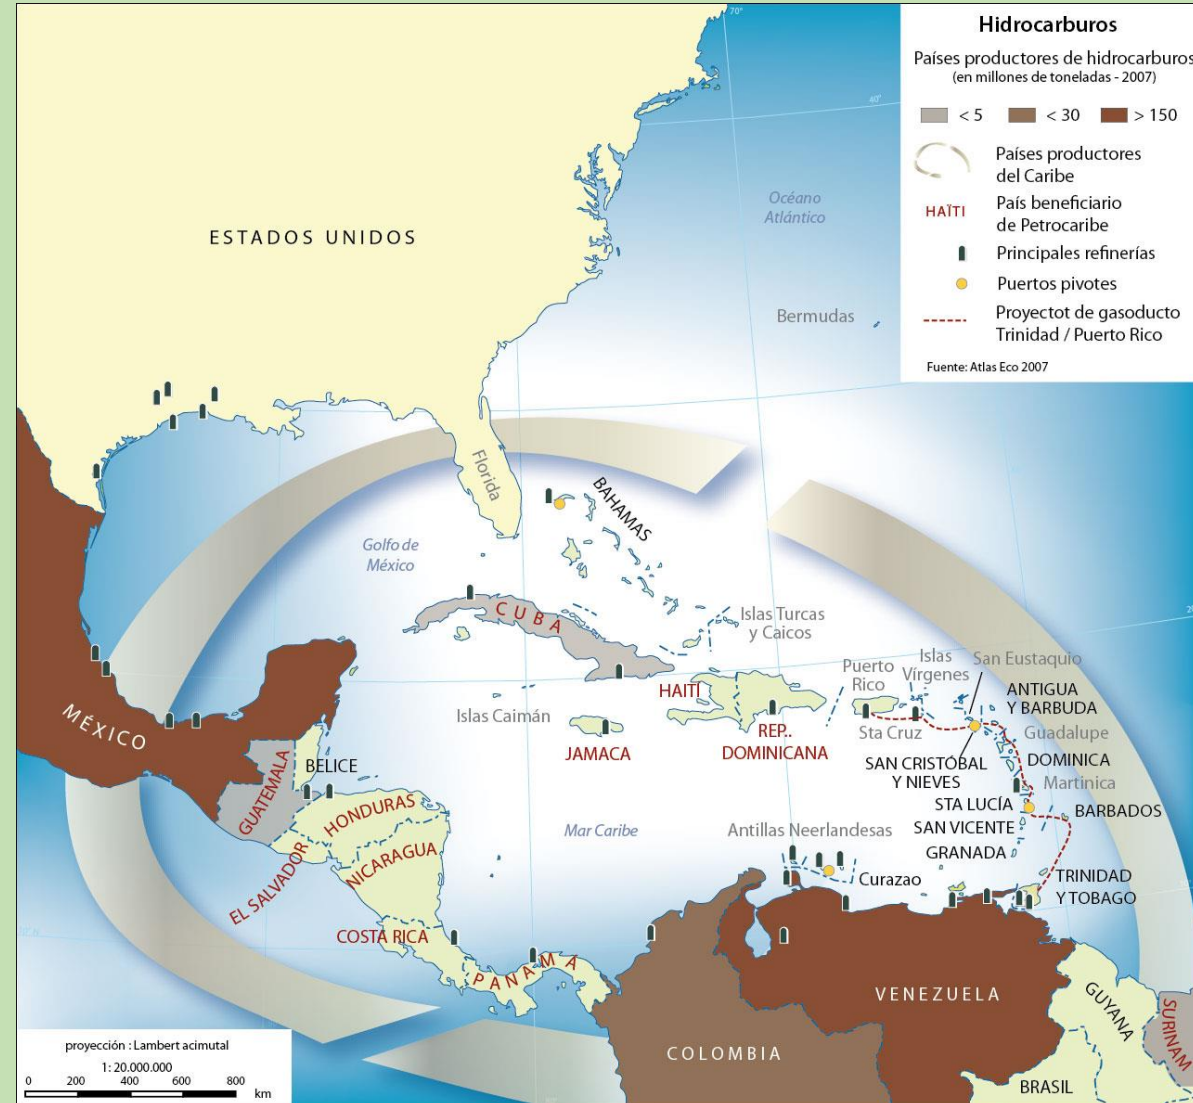 Hidrocarburos
Países productores de hidrocarburos
(en millones de toneladas - 2007)
< 5
< 30
> 150
Países productores
del Caribe
HAÏTI
País beneficiario
de Petrocaribe
Principales refinerías
Puertos pivotes
Proyectot de gasoducto
Trinidad / Puerto Rico
Fuente: Atlas Eco 2007
70°
40°
Océano
Atlántico
ESTADOS UNIDOS
Bermudas
Florida
BAHAMAS
Golfo de
México
CUBA
Islas Turcas
y Caicos
HAITÍ
Puerto
Rico
Islas
Vírgenes
San Eustaquio
ANTIGUA
Y BARBUDA
MÉXICO
Islas Caimán
JAMACA
REP..
DOMINICANA
Sta Cruz
Guadalupe
SAN CRISTÓBAL
Y NIEVES
DOMINICA
Martinica
BELICE
GUATEMALA
HONDURAS
EL SALVADOR
NICARAGUA
Mar Caribe
Antillas Neerlandesas
STA LUCÍA
BARBADOS
SAN VICENTE
GRANADA
Curazao
TRINIDAD
Y TOBAGO
COSTA RICA
PANAMÁ
VENEZUELA
GUYANA
SURINAM
COLOMBIA
BRASIL
proyección : Lambert acimutal
1: 20.000.000
0 200 400 600 800
km